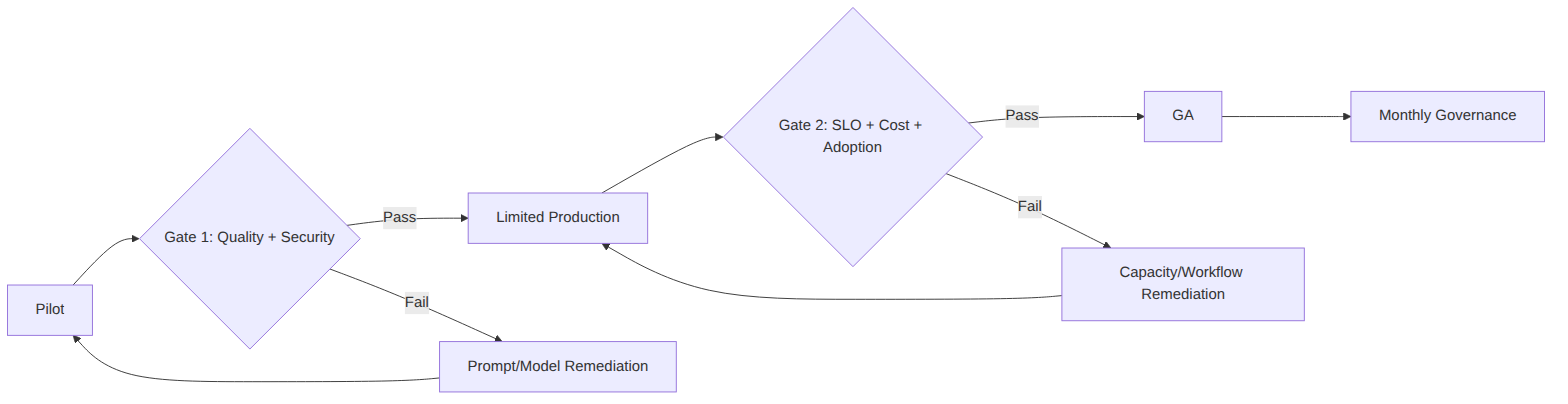 Pilot
Gate 1: Quality + Security
Pass
Fail
Limited Production
Prompt/Model Remediation
Gate 2: SLO + Cost +
Adoption
Pass
Fail
GA
Capacity/Workflow
Remediation
Monthly Governance